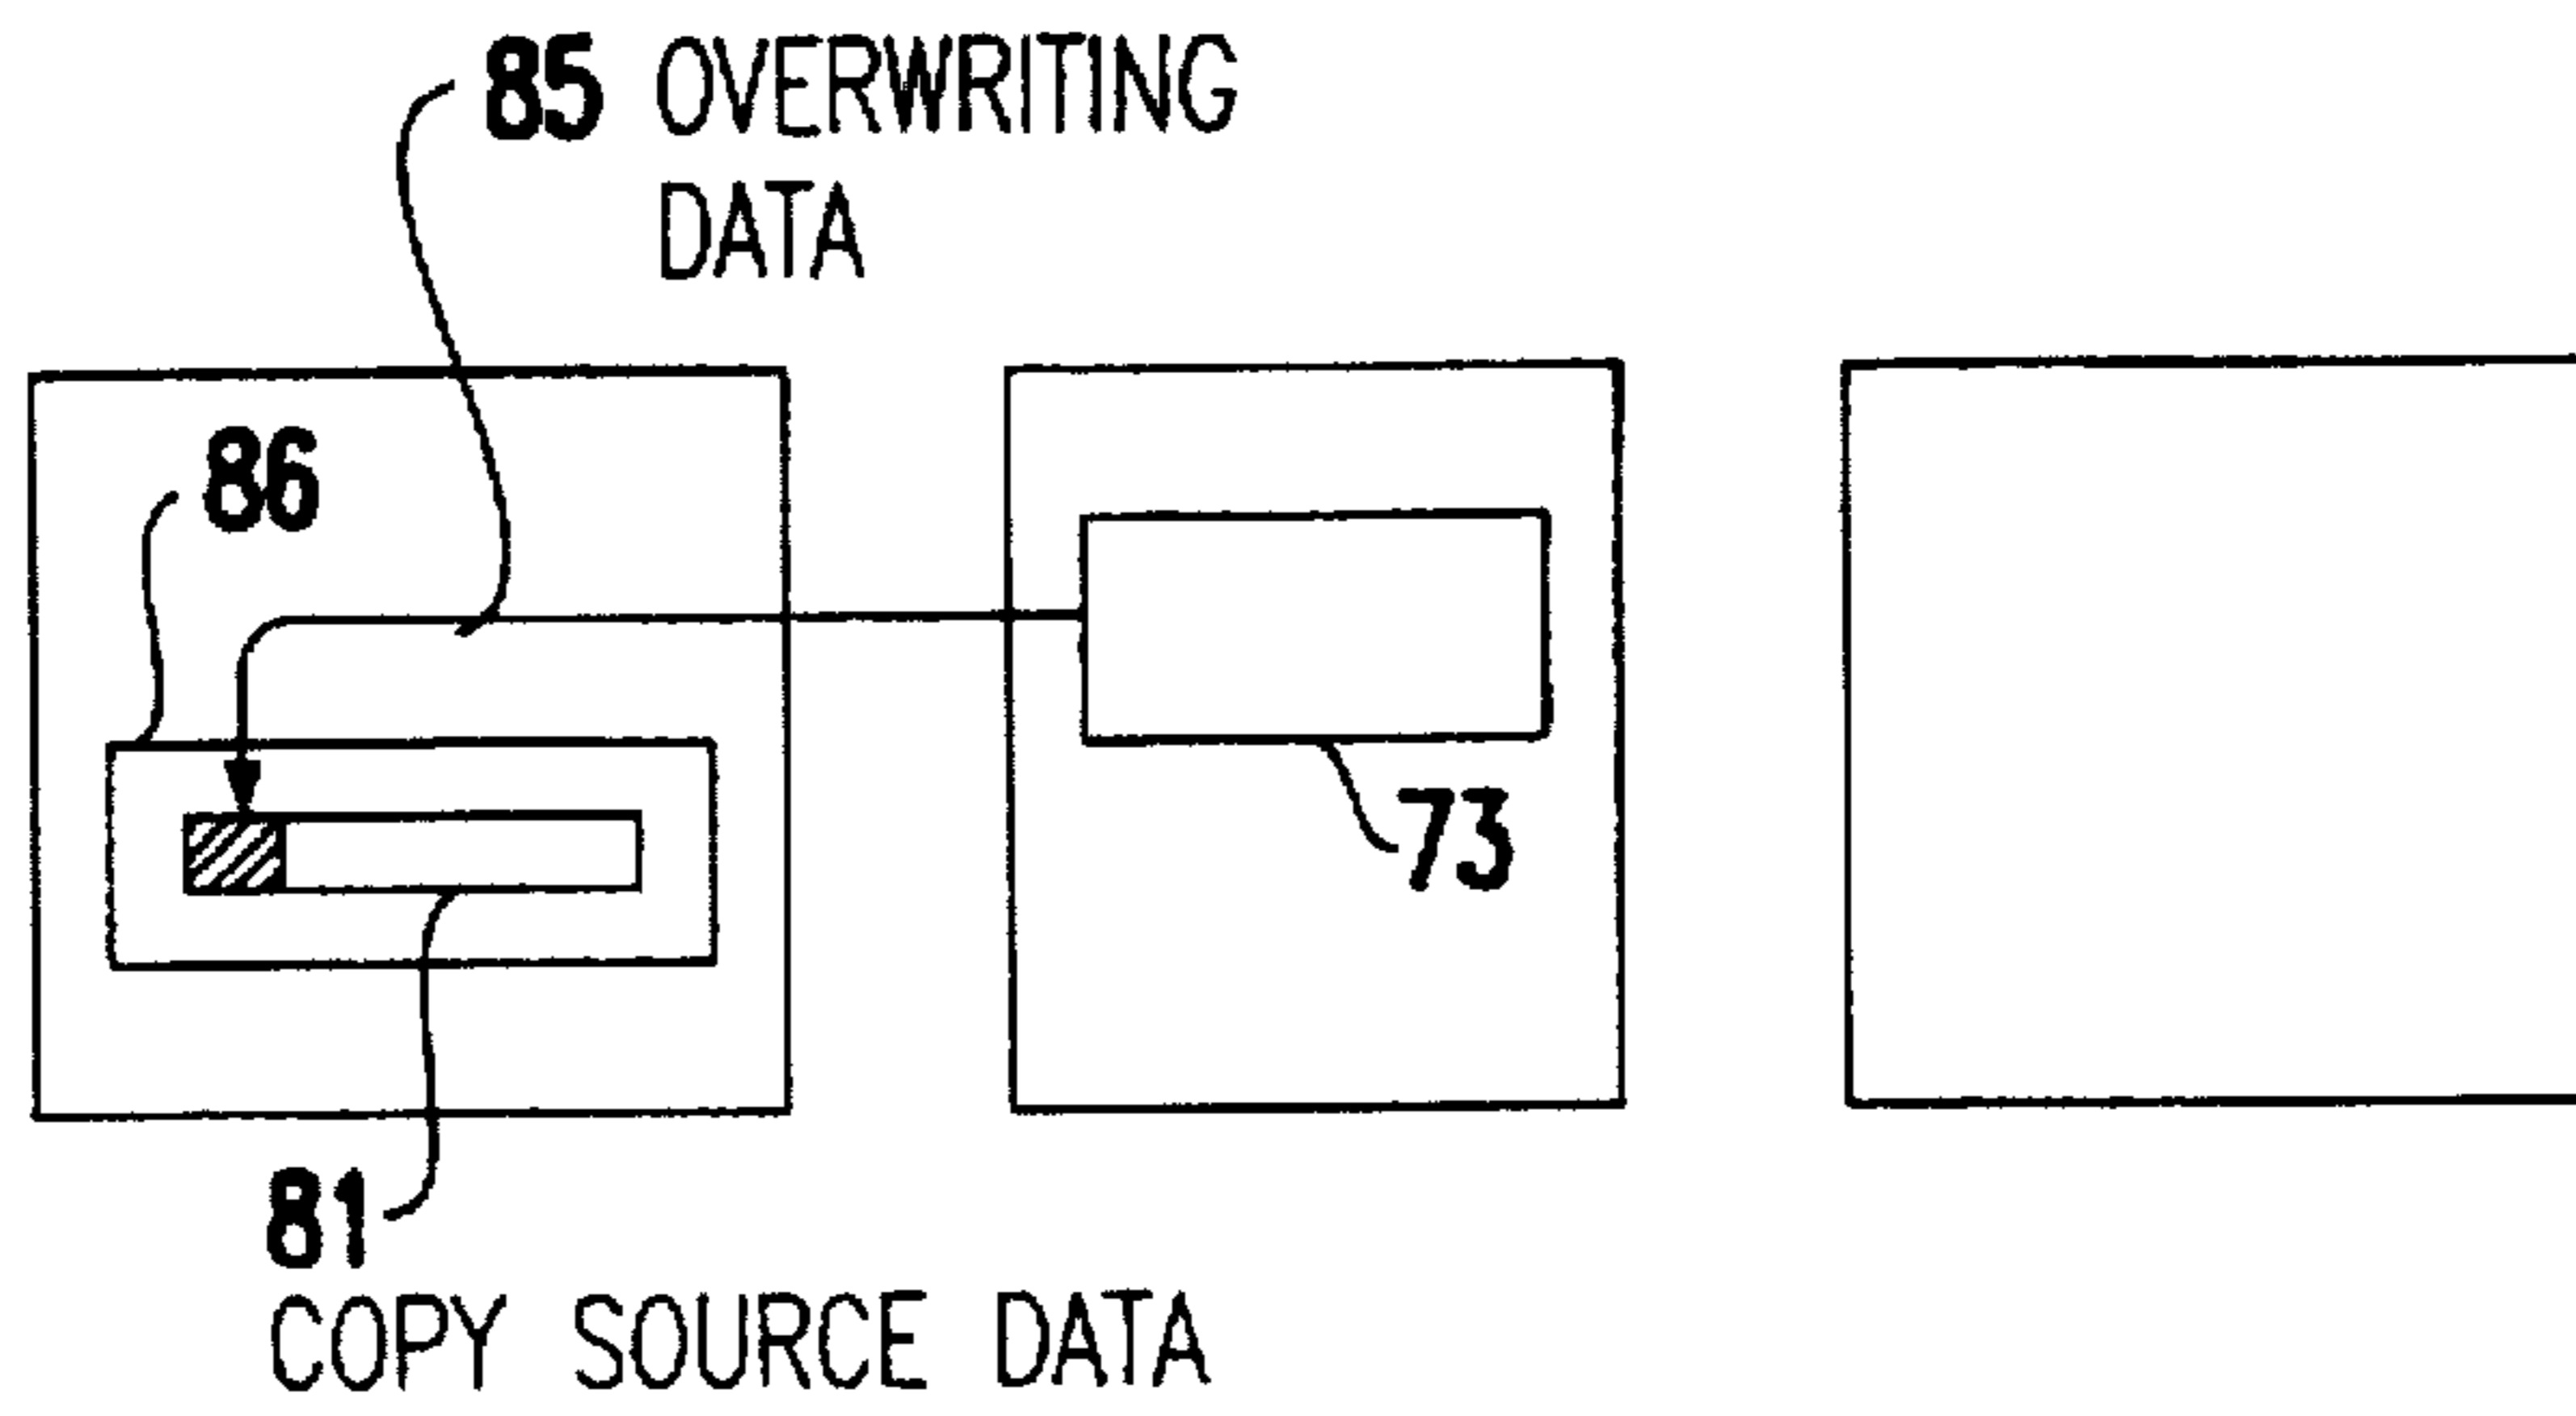 85 OVERWRITING
DATA
86
73
81
COPY SOURCE DATA